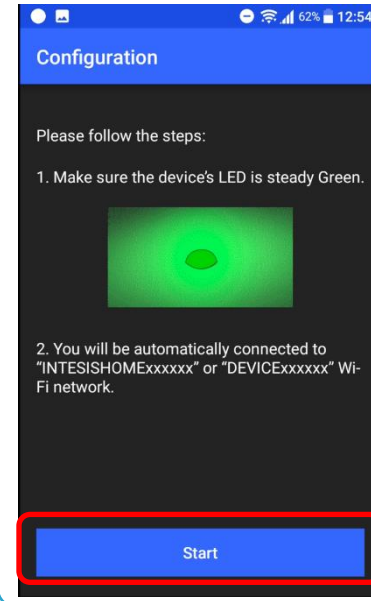 62% 12:54
Configuration
Please follow the steps:
1. Make sure the device's LED is steady Green.
2. You will be automatically connected to
“INTESISHOMExxxxxx” or “DEVICExxxxxx” Wi-
Fi network.
Start